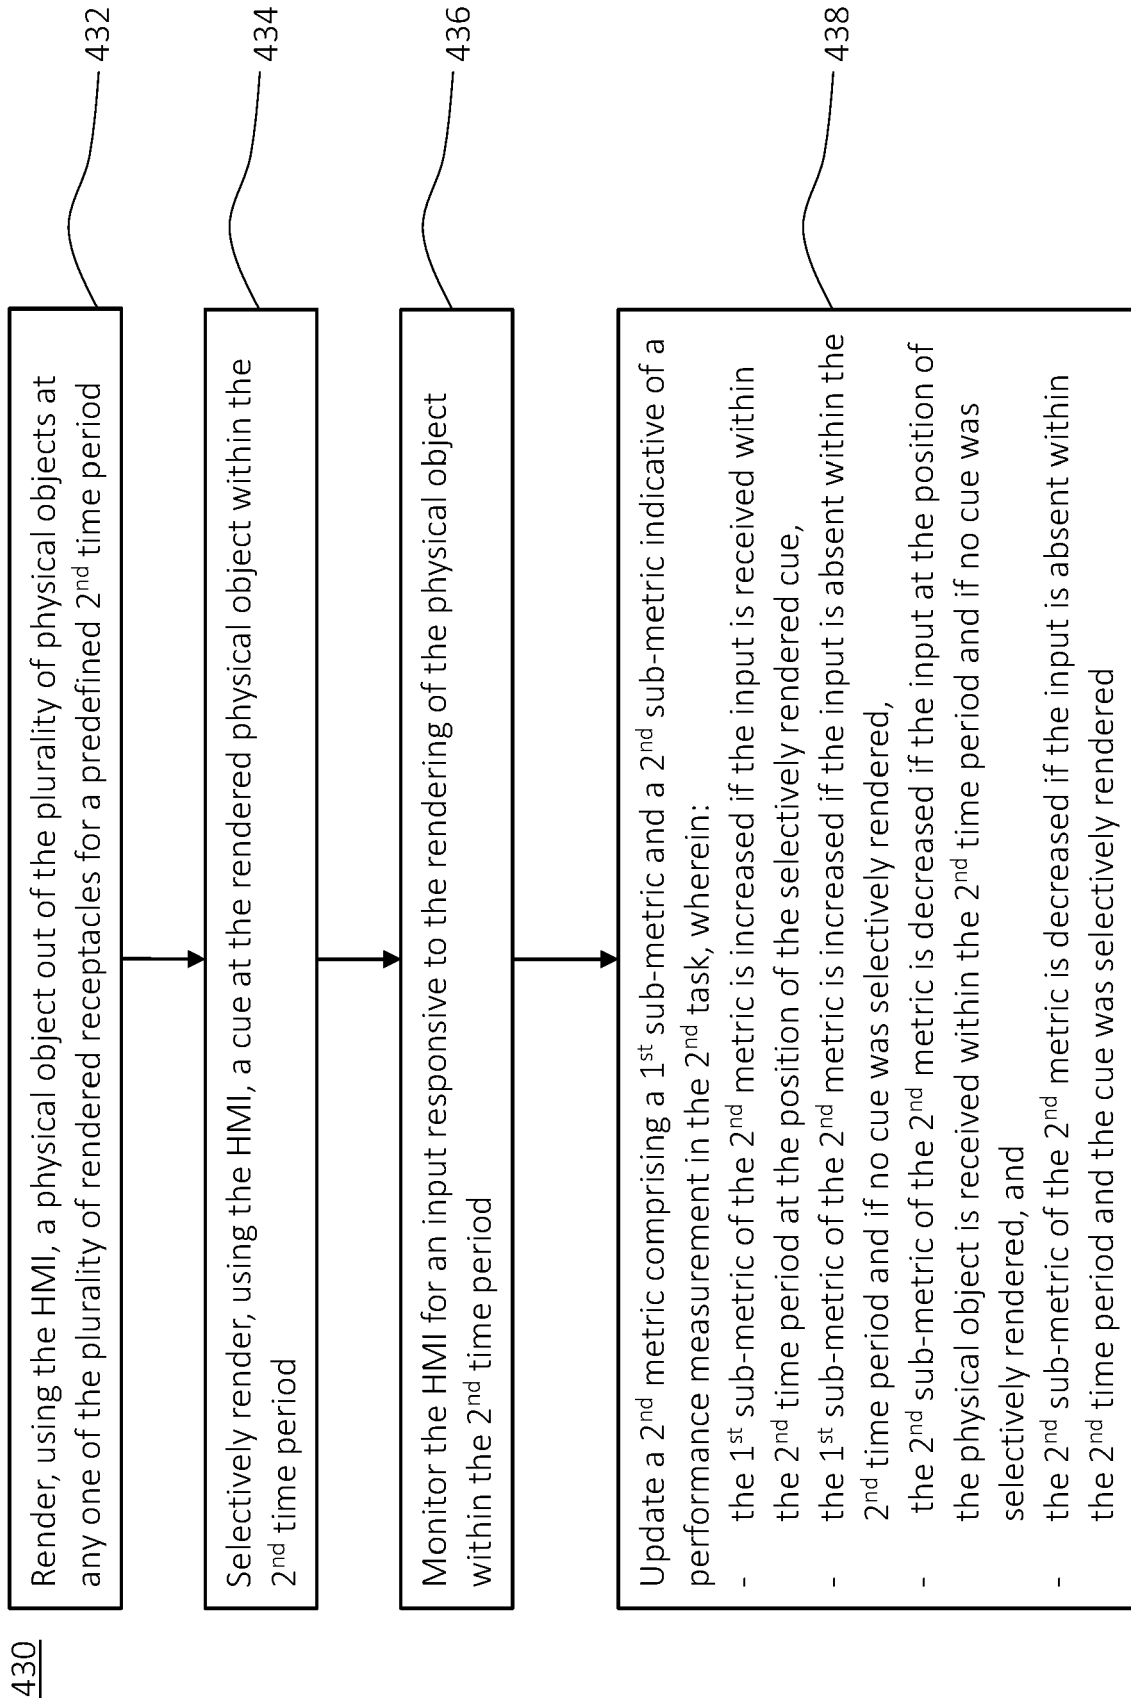 430
Render, using the HMI, a physical object out of the plurality of physical objects at
any one of the plurality of rendered receptacles for a predefined 2nd time period
432
Selectively render, using the HMI, a cue at the rendered physical object within the
2nd time period
434
Monitor the HMI for an input responsive to the rendering of the physical object
within the 2nd time period
436
Update a 2nd metric comprising a 1st sub-metric and a 2nd sub-metric indicative of a
performance measurement in the 2nd task, wherein:
- the 1st sub-metric of the 2nd metric is increased if the input is received within
the 2nd time period at the position of the selectively rendered cue,
- the 1st sub-metric of the 2nd metric is increased if the input is absent within the
2nd time period and if no cue was selectively rendered,
- the 2nd sub-metric of the 2nd metric is decreased if the input at the position of
the physical object is received within the 2nd time period and if no cue was
selectively rendered, and
- the 2nd sub-metric of the 2nd metric is decreased if the input is absent within
the 2nd time period and the cue was selectively rendered
438